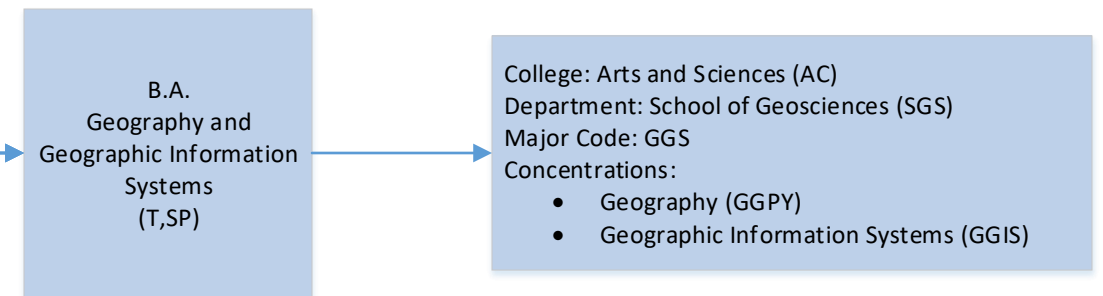 B.A.
Geography and
Geographic Information
Systems
(T,SP)
College: Arts and Sciences (AC)
Department: School of Geosciences (SGS)
Major Code: GGS
Concentrations:
• Geography (GGPY)
• Geographic Information Systems (GGIS)